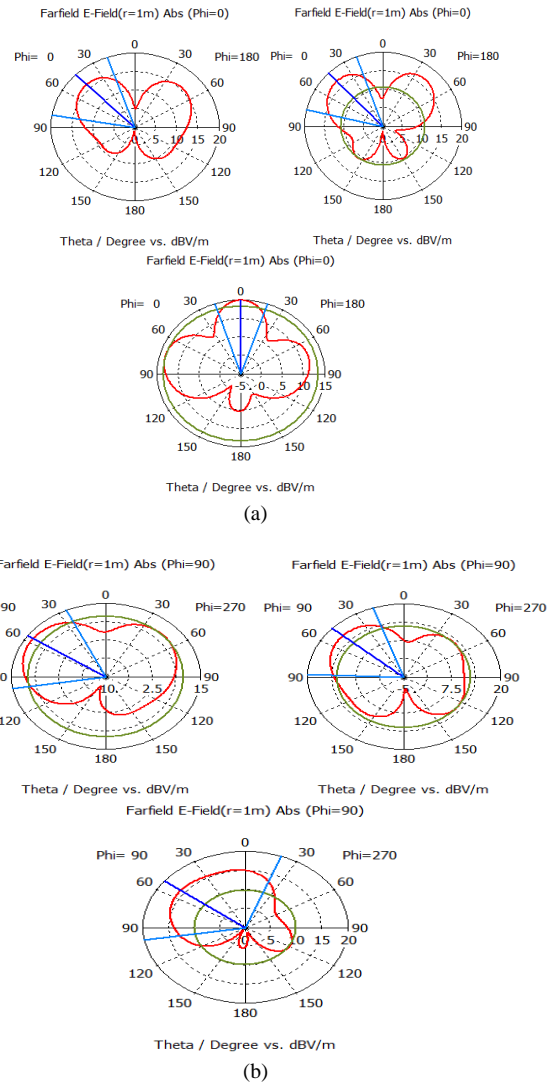 Farfield E-Field(r=1m) Abs (Phi=0)
Phi= 0 30 0 30 Phi=180
60 60
90 0 5 10 15 20 90
120 120
150 150
180
Theta / Degree vs. dBV/m
Farfield E-Field(r=1m) Abs (Phi=0)
Phi= 0 30 0 30 Phi=180
60 60
90 10 15 20 90
120 120
150 150
180
Theta / Degree vs. dBV/m
Farfield E-Field(r=1m) Abs (Phi=0)
Phi= 0 30 0 30 Phi=180
60 60
90 -5 0 5 10 15 90
120 120
150 150
180
Theta / Degree vs. dBV/m
(a)
Farfield E-Field(r=1m) Abs (Phi=90)
90 30 0 30 Phi=270
60 60
0 2.5 15 90
120 120
150 150
180
Theta / Degree vs. dBV/m
Farfield E-Field(r=1m) Abs (Phi=90)
Phi= 90 30 0 30 Phi=270
60 60
90 7.5 20 90
120 120
150 150
180
Theta / Degree vs. dBV/m
Farfield E-Field(r=1m) Abs (Phi=90)
Phi= 90 30 0 30 Phi=270
60 60
90 0 5 10 15 20 90
120 120
150 150
180
Theta / Degree vs. dBV/m
(b)